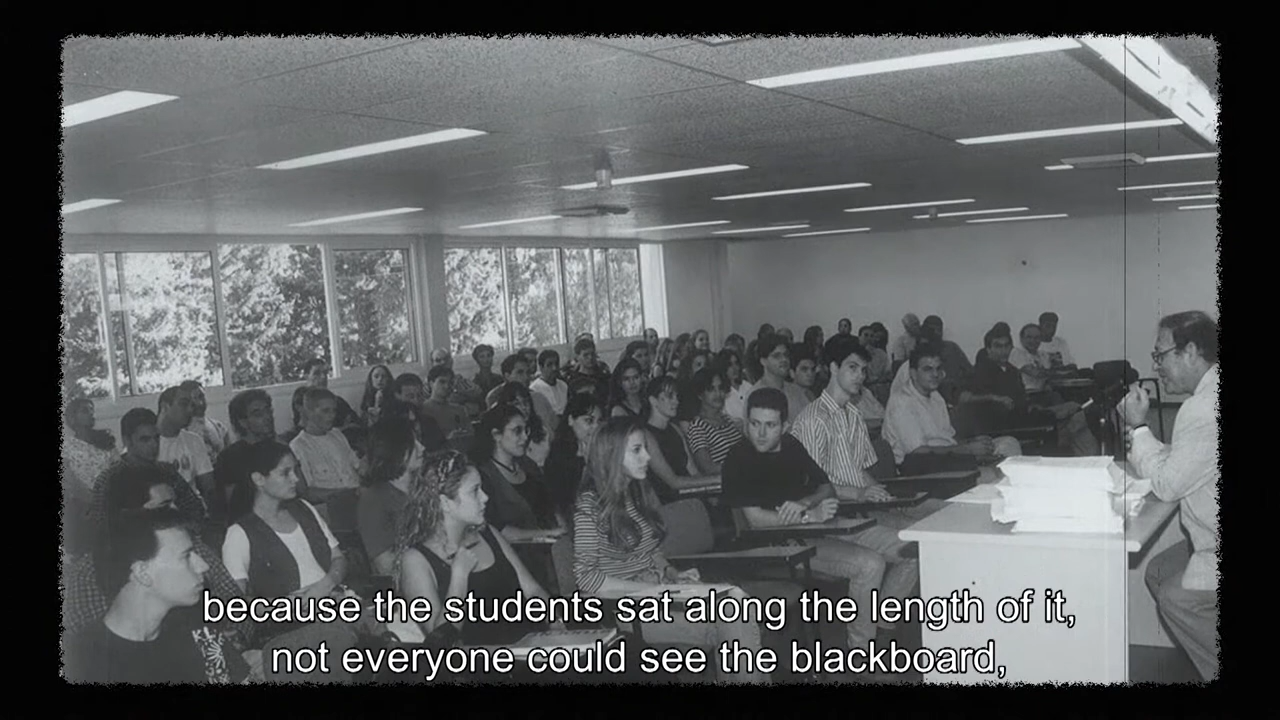 because the students sat along the length of it,
not everyone could see the blackboard,